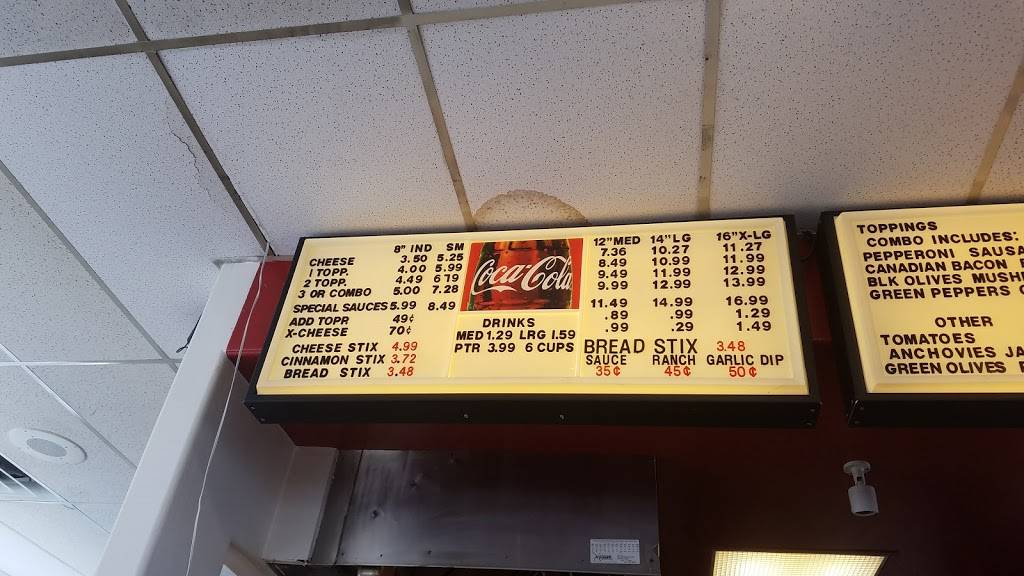 8" IND SM
CHEESE 3.50 5.25
1 TOPP. 4.00 5.99
2 TOPP. 4.49 6.79
3 OR COMBO 5.00 7.28
SPECIAL SAUCES 5.99 8.49
ADD TOPP 49¢
X-CHEESE 70¢
CHEESE STIX 4.99
CINNAMON STIX 3.72
BREAD STIX 3.48
Coca-Cola
DRINKS
MED 1.29 LRG 1.59
PTR 3.99 6 CUPS
12"MED 14"LG 16"X-LG
7.36 10.27 11.27
8.49 10.99 11.99
9.49 11.99 12.99
9.99 12.99 13.99
11.49 14.99 16.99
.89 .99 1.29
.99 .29 1.49
BREAD STIX 3.48
SAUCE RANCH GARLIC DIP
35¢ 45¢ 50¢
TOPPINGS
COMBO INCLUDES:
PEPPERONI SAUSA
CANADIAN BACON
BLK OLIVES MUSH
GREEN PEPPERS
OTHER
TOMATOES
ANCHOVIES JA
GREEN OLIVES